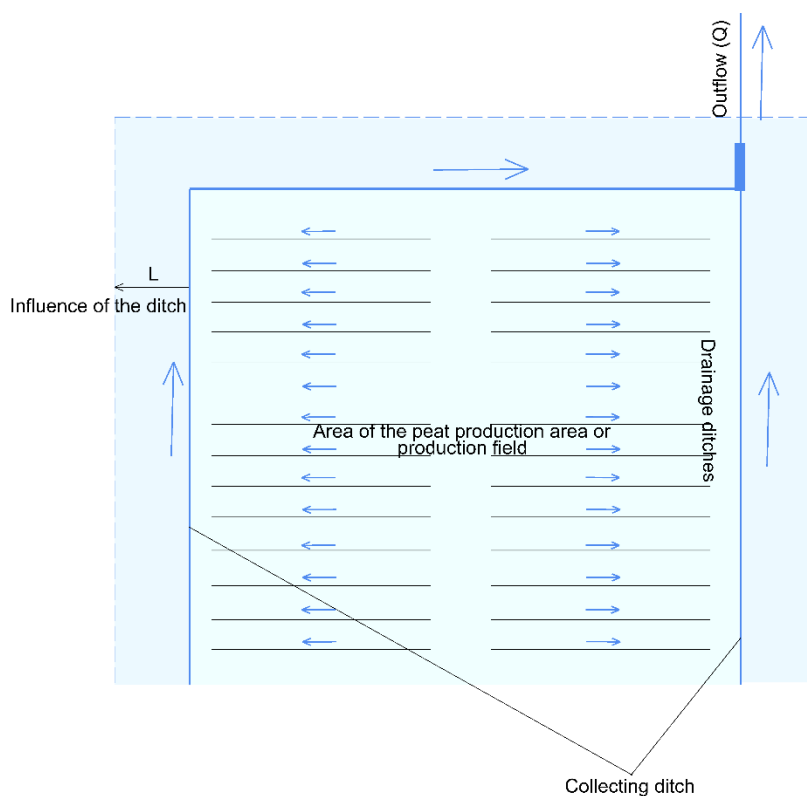 Outflow (Q)
L
Influence of the ditch
Drainage ditches
Area of the peat production area or
production field
Collecting ditch